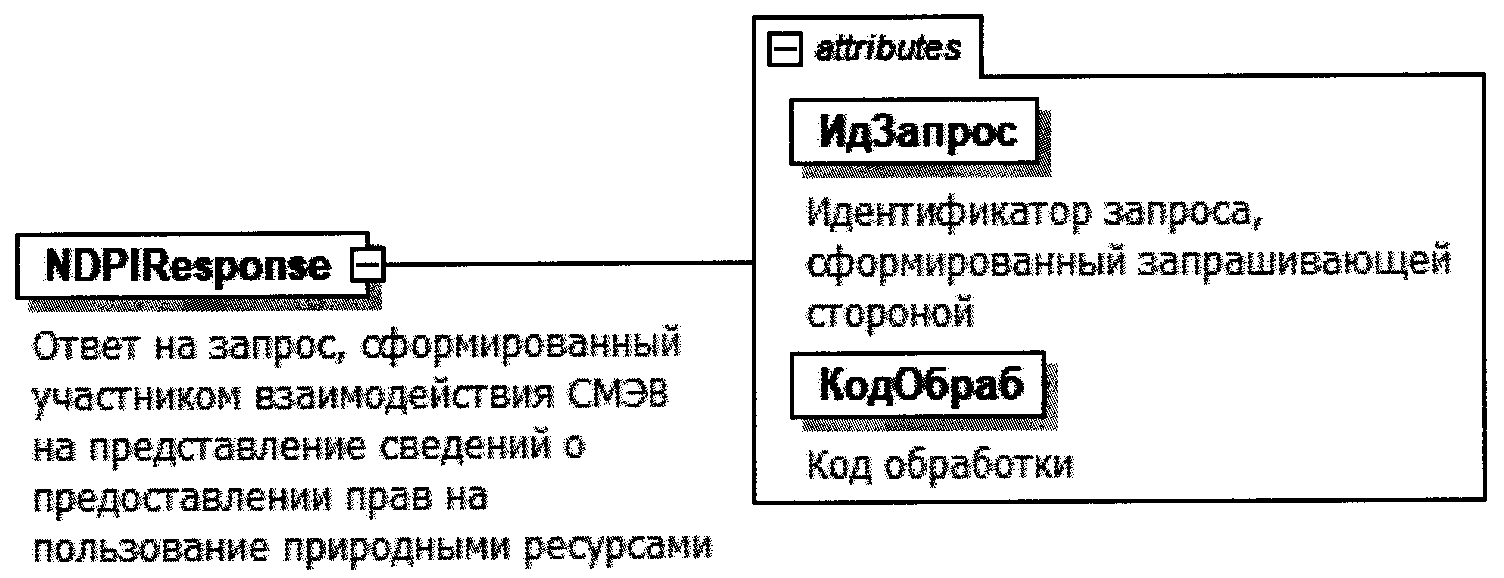 attributes
ИдЗапрос
Идентификатор запроса,
сформированный запрашивающей
стороной
КодОбраб
Код обработки
NDPIResponse
Ответ на запрос, сформированный
участником взаимодействия СМЭВ
на представление сведений о
предоставлении прав на
пользование природными ресурсами